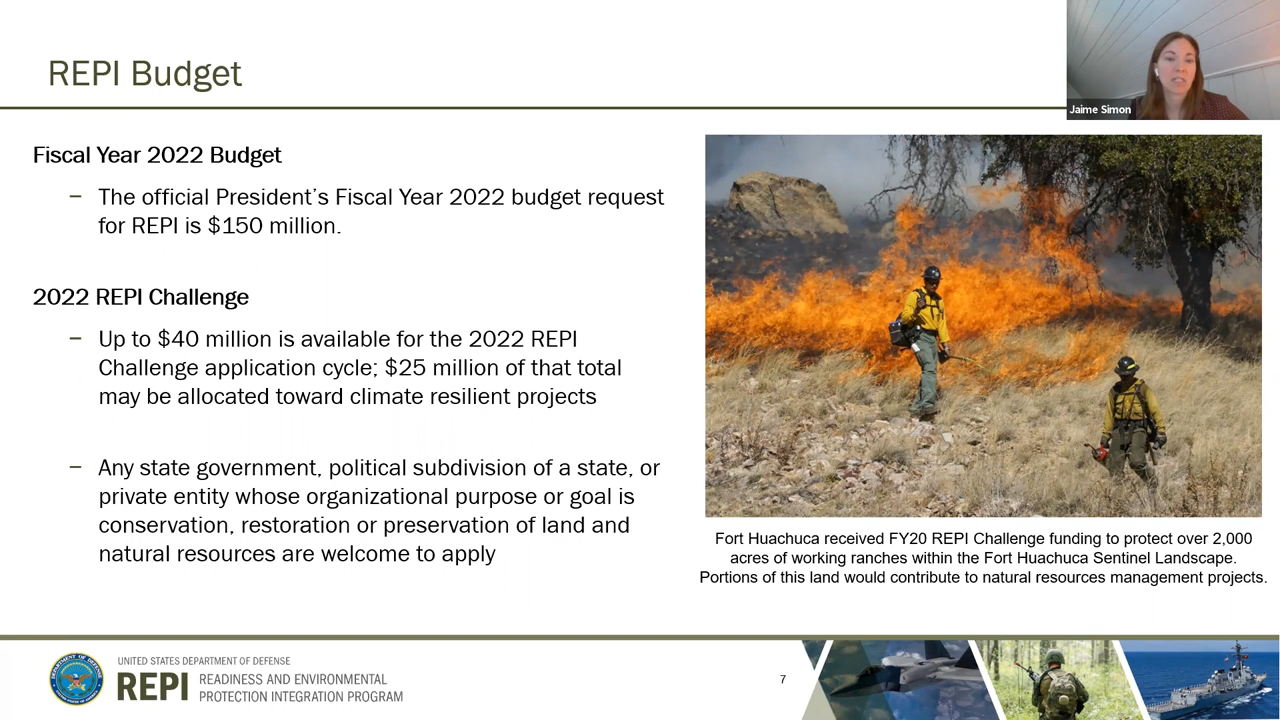 REPI Budget
Jaime Simon
Fiscal Year 2022 Budget
− The official President's Fiscal Year 2022 budget request
for REPI is $150 million.
2022 REPI Challenge
− Up to $40 million is available for the 2022 REPI
Challenge application cycle; $25 million of that total
may be allocated toward climate resilient projects
− Any state government, political subdivision of a state, or
private entity whose organizational purpose or goal is
conservation, restoration or preservation of land and
natural resources are welcome to apply
Fort Huachuca received FY20 REPI Challenge funding to protect over 2,000
acres of working ranches within the Fort Huachuca Sentinel Landscape.
Portions of this land would contribute to natural resources management projects.
UNITED STATES DEPARTMENT OF DEFENSE
REPI READINESS AND ENVIRONMENTAL
PROTECTION INTEGRATION PROGRAM
7